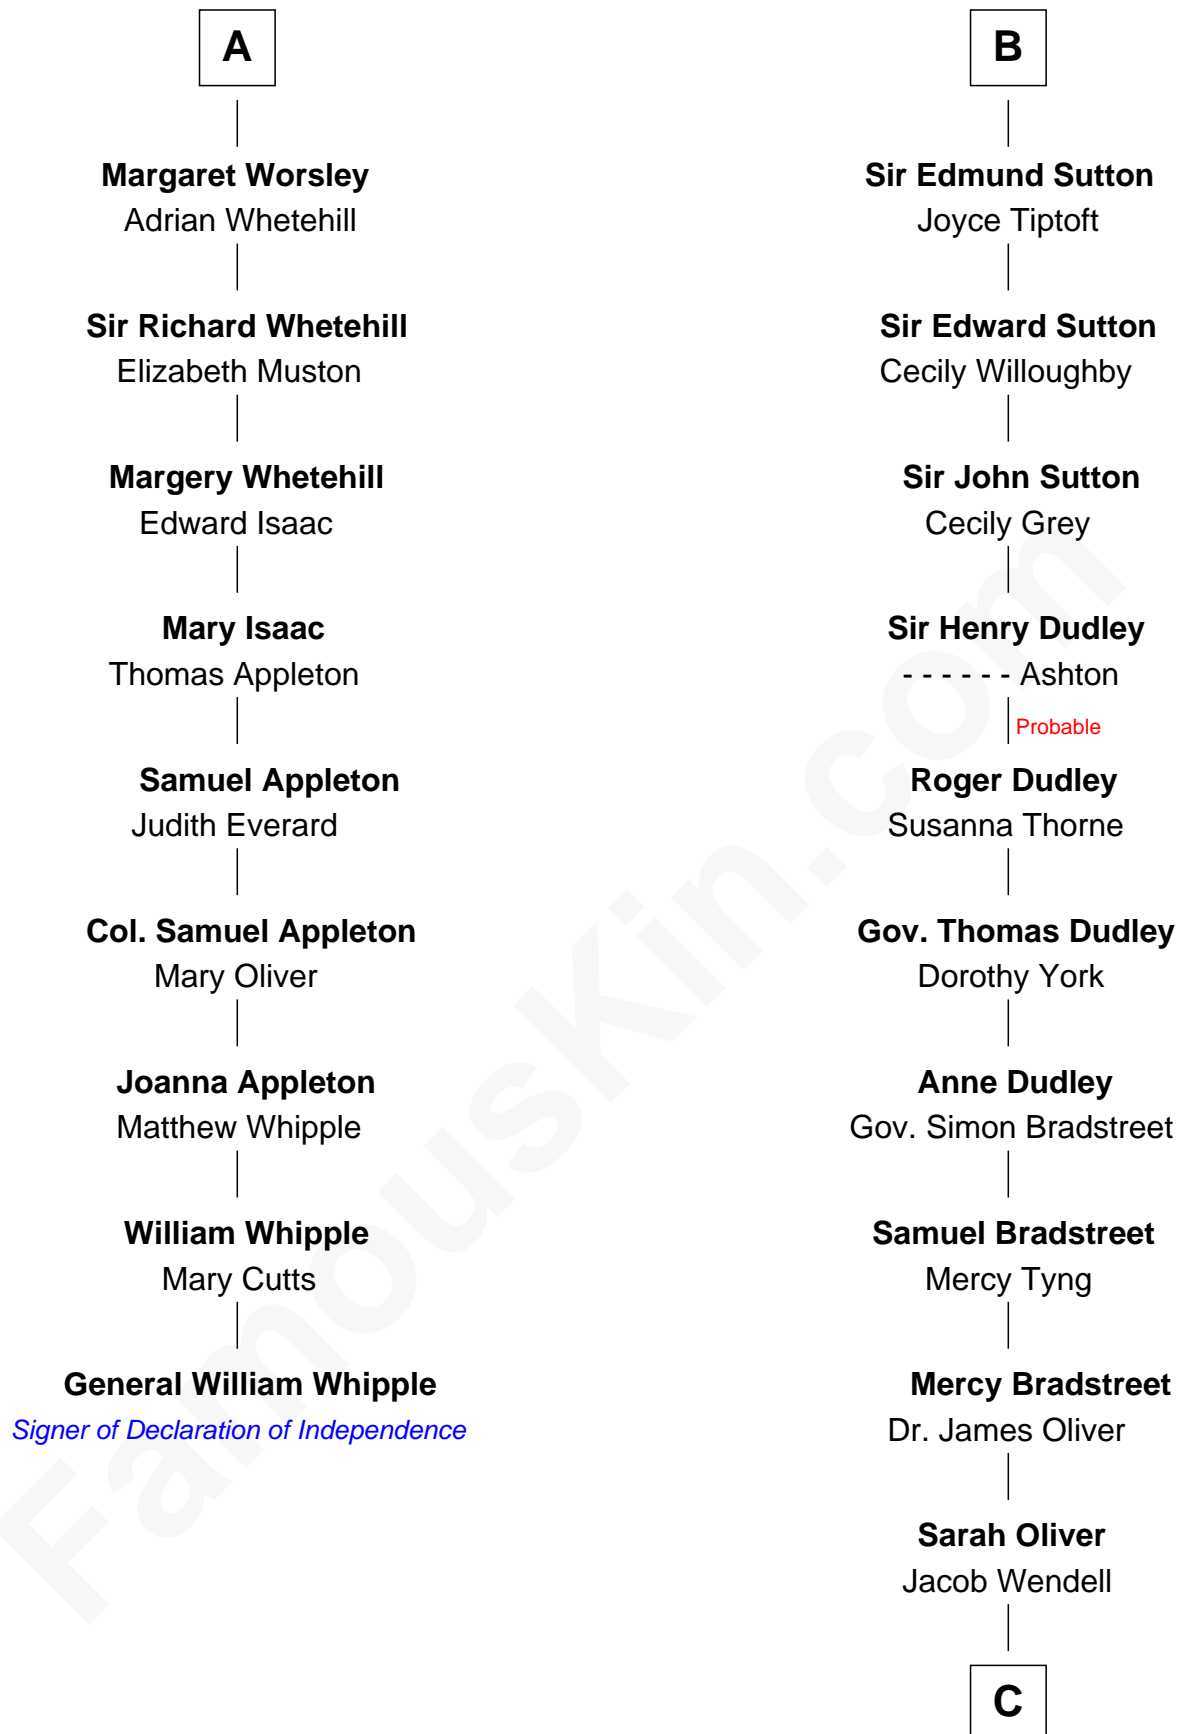 A
Margaret Worsley
Adrian Whetehill
Sir Richard Whetehill
Elizabeth Muston
Margery Whetehill
Edward Isaac
Mary Isaac
Thomas Appleton
Samuel Appleton
Judith Everard
Col. Samuel Appleton
Mary Oliver
Joanna Appleton
Matthew Whipple
William Whipple
Mary Cutts
General William Whipple
Signer of Declaration of Independence
B
Sir Edmund Sutton
Joyce Tiptoft
Sir Edward Sutton
Cecily Willoughby
Sir John Sutton
Cecily Grey
Sir Henry Dudley
- - - - - - Ashton
Probable
Roger Dudley
Susanna Thorne
Gov. Thomas Dudley
Dorothy York
Anne Dudley
Gov. Simon Bradstreet
Samuel Bradstreet
Mercy Tyng
Mercy Bradstreet
Dr. James Oliver
Sarah Oliver
Jacob Wendell
C
FamousKin.com